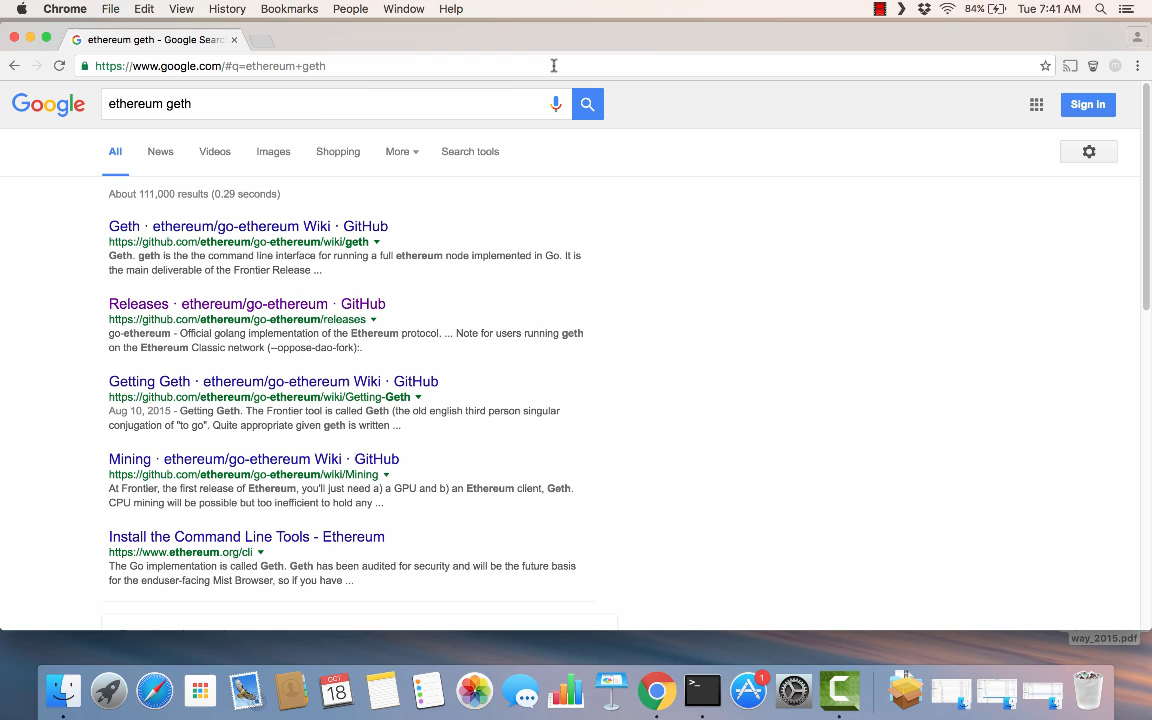 Chrome File Edit View History Bookmarks People Window Help 84% Tue 7:41 AM
ethereum geth - Google Searc
https://www.google.com/#q=ethereum+geth
Google ethereum geth Sign in
All News Videos Images Shopping More Search tools
About 111,000 results (0.29 seconds)
Geth · ethereum/go-ethereum Wiki · GitHub
https://github.com/ethereum/go-ethereum/wiki/geth
Geth. geth is the the command line interface for running a full ethereum node implemented in Go. It is
the main deliverable of the Frontier Release ...
Releases · ethereum/go-ethereum · GitHub
https://github.com/ethereum/go-ethereum/releases
go-ethereum - Official golang implementation of the Ethereum protocol. ... Note for users running geth
on the Ethereum Classic network (--oppose-dao-fork):.
Getting Geth · ethereum/go-ethereum Wiki · GitHub
https://github.com/ethereum/go-ethereum/wiki/Getting-Geth
Aug 10, 2015 - Getting Geth. The Frontier tool is called Geth (the old english third person singular
conjugation of "to go". Quite appropriate given geth is written ...
Mining · ethereum/go-ethereum Wiki · GitHub
https://github.com/ethereum/go-ethereum/wiki/Mining
At Frontier, the first release of Ethereum, you'll just need a) a GPU and b) an Ethereum client, Geth.
CPU mining will be possible but too inefficient to hold any ...
Install the Command Line Tools - Ethereum
https://www.ethereum.org/cli
The Go implementation is called Geth. Geth has been audited for security and will be the future basis
for the enduser-facing Mist Browser, so if you have ...
way_2015.pdf
OCT
18
1